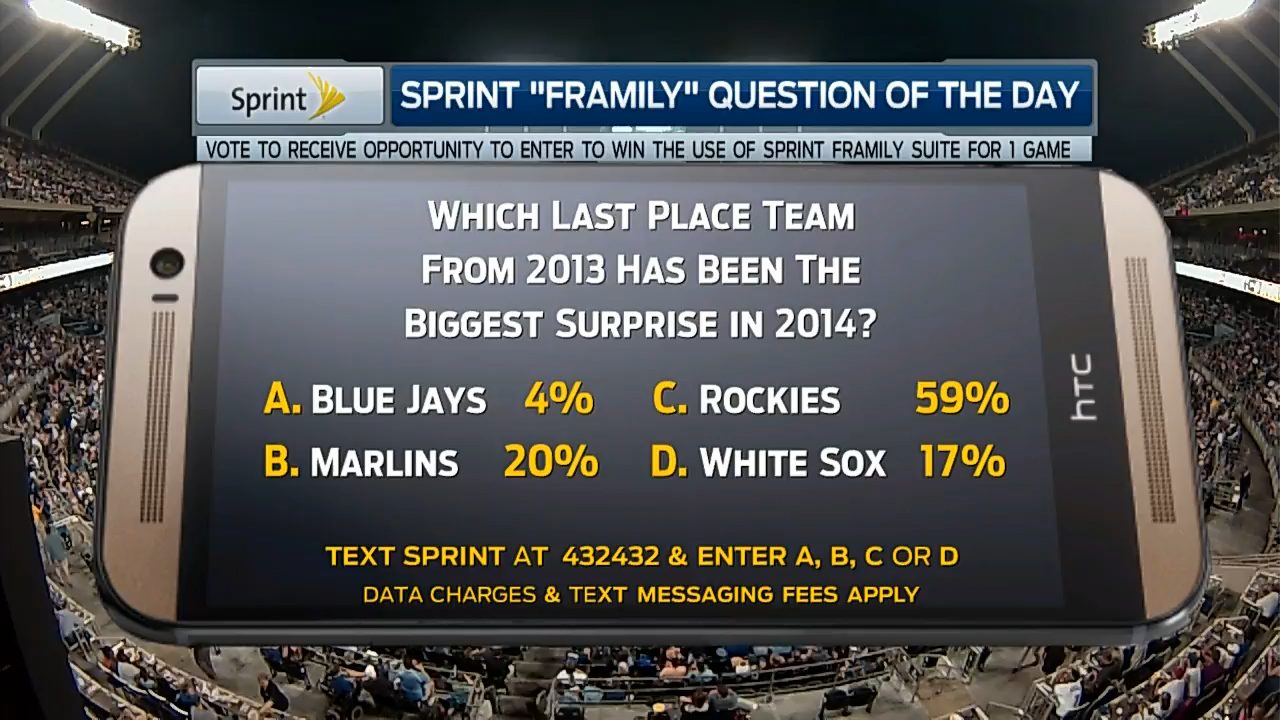 Sprint
SPRINT "FRAMILY" QUESTION OF THE DAY
VOTE TO RECEIVE OPPORTUNITY TO ENTER TO WIN THE USE OF SPRINT FRAMILY SUITE FOR 1 GAME
WHICH LAST PLACE TEAM
FROM 2013 HAS BEEN THE
BIGGEST SURPRISE IN 2014?
A. BLUE JAYS 4% C. ROCKIES 59%
B. MARLINS 20% D. WHITE SOX 17%
hTC
TEXT SPRINT AT 432432 & ENTER A, B, C OR D
DATA CHARGES & TEXT MESSAGING FEES APPLY